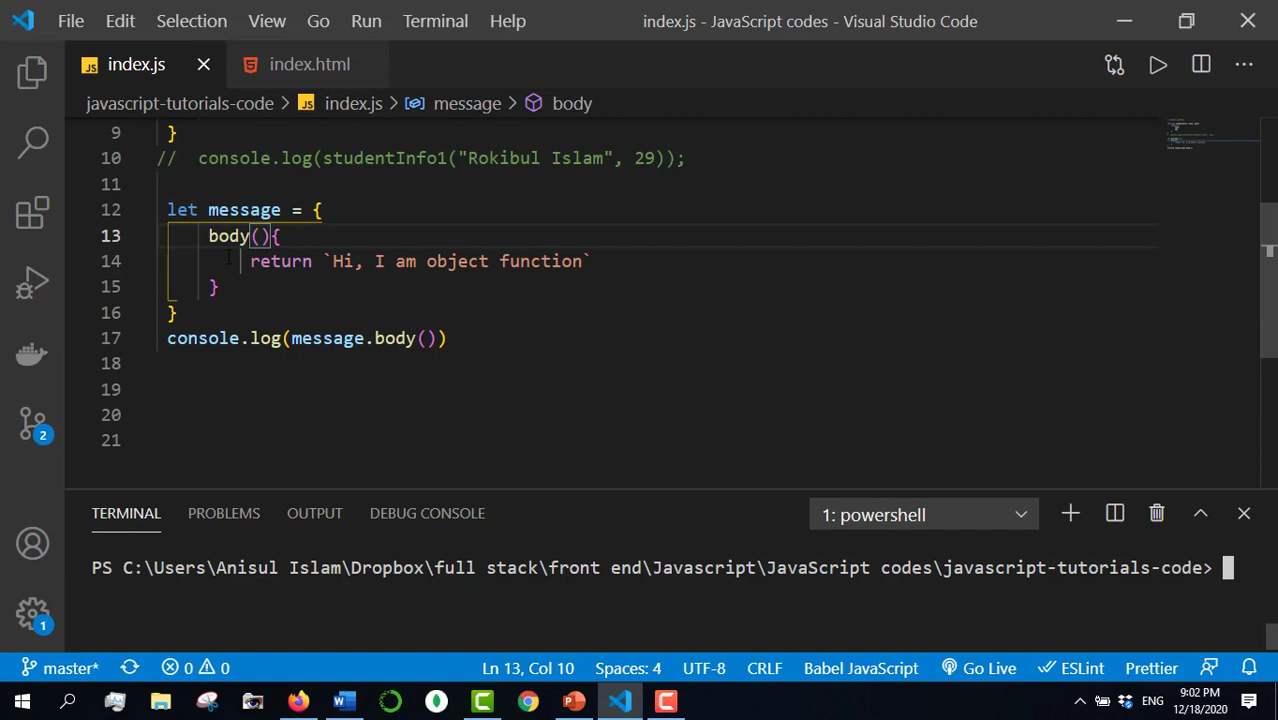 File Edit Selection View Go Run Terminal Help index.js - JavaScript codes - Visual Studio Code
JS index.js index.html
javascript-tutorials-code > JS index.js > message > body
9 }
10 // console.log(studentInfo1("Rokibul Islam", 29));
11
12 let message = {
13 body(){
14 return `Hi, I am object function`
15 }
16 }
17 console.log(message.body())
18
19
20
21
TERMINAL PROBLEMS OUTPUT DEBUG CONSOLE 1: powershell
PS C:\Users\Anisul Islam\Dropbox\full stack\front end\Javascript\JavaScript codes\javascript-tutorials-code>
2
1
master* 0 0 Ln 13, Col 10 Spaces: 4 UTF-8 CRLF Babel JavaScript Go Live ESLint Prettier
ENG 9:02 PM
12/18/2020